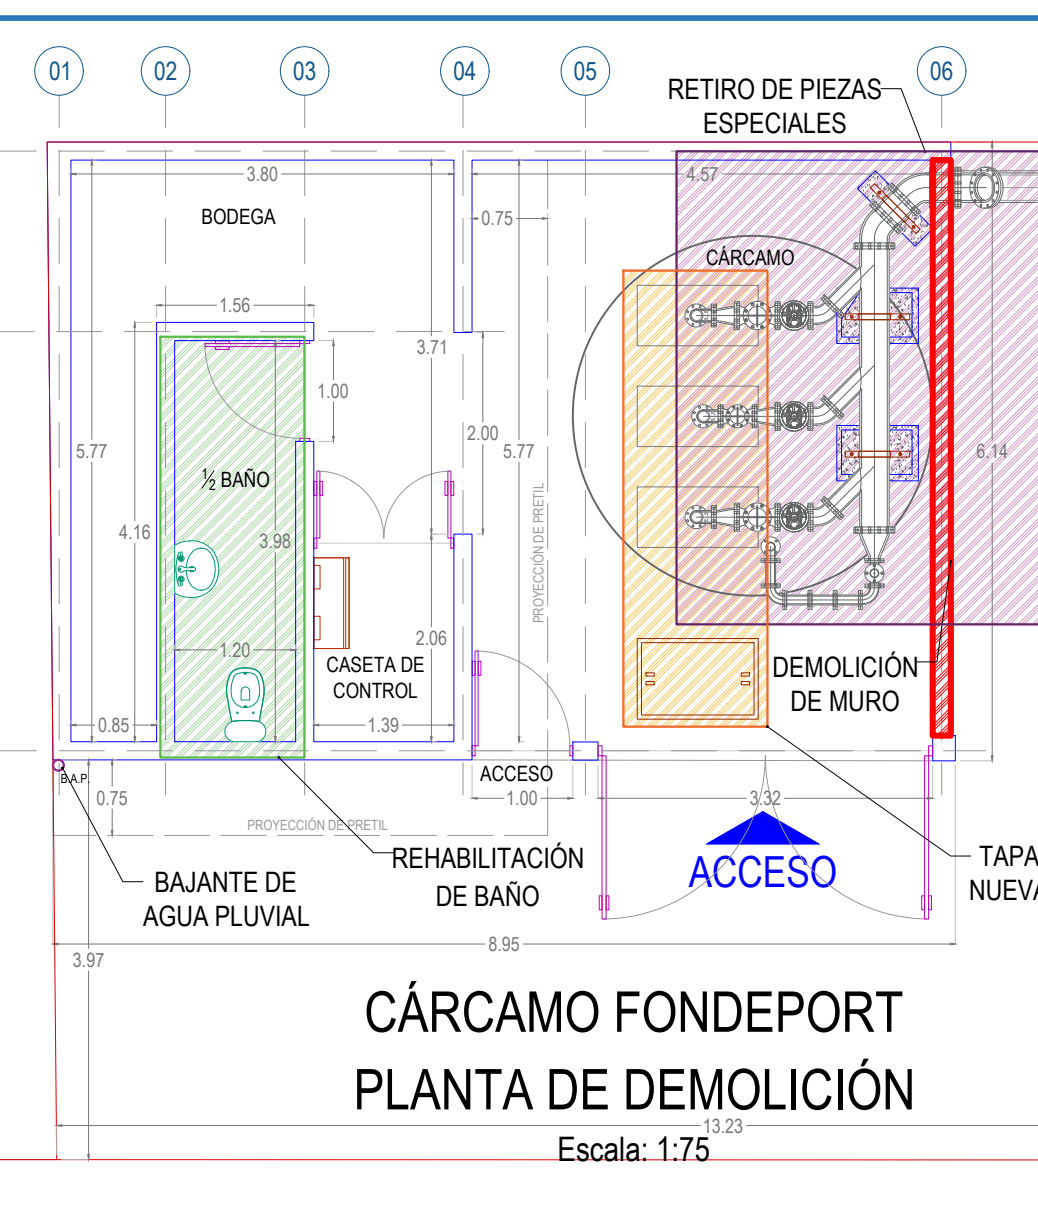 01
02
03
04
05
06
RETIRO DE PIEZAS
ESPECIALES
3.80
4.57
BODEGA
0.75
CÁRCAMO
1.56
3.71
1.00
2.00
5.77
5.77
6.14
½ BAÑO
4.16
3.98
PROYECCIÓN DE PRETIL
1.20
2.06
CASETA DE
CONTROL
DEMOLICIÓN
DE MURO
0.85
1.39
B.A.P.
ACCESO
0.75
1.00
3.32
PROYECCIÓN DE PRETIL
REHABILITACIÓN
DE BAÑO
ACCESO
TAPA
NUEVA
BAJANTE DE
AGUA PLUVIAL
8.95
3.97
CÁRCAMO FONDEPORT
PLANTA DE DEMOLICIÓN
13.23
Escala: 1:75